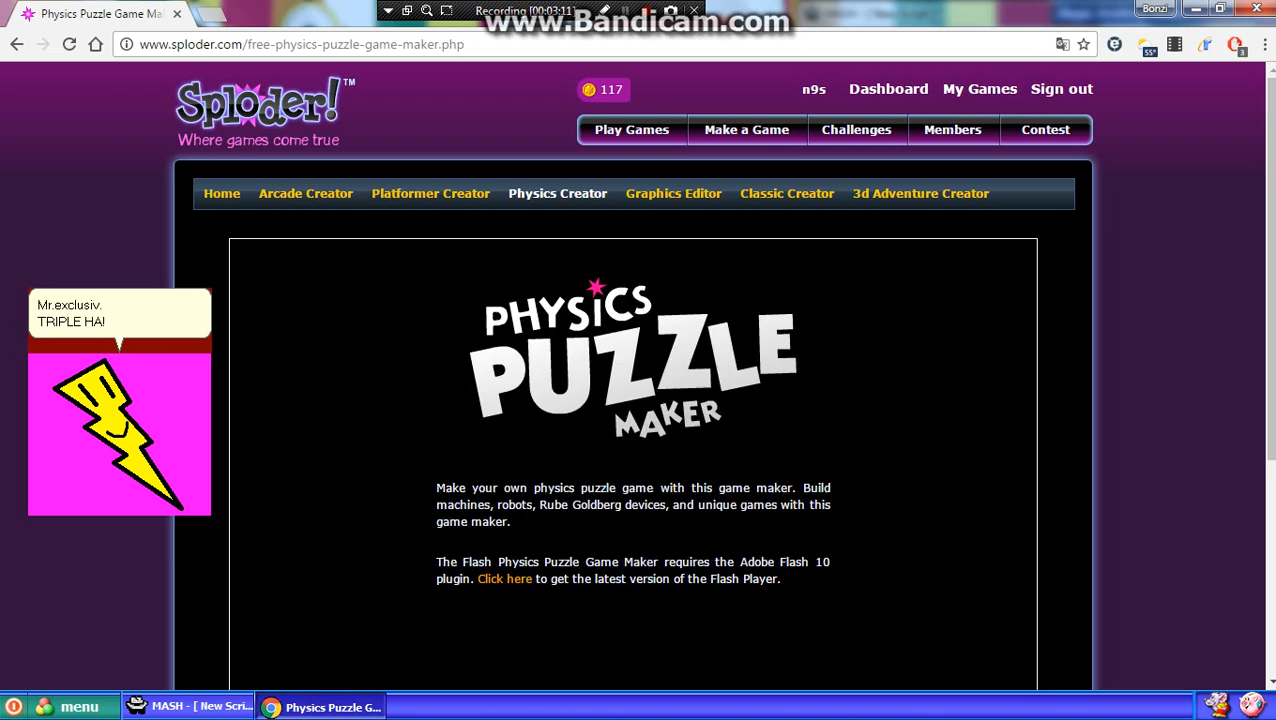 Physics Puzzle Game Ma
Recording [00:03:11]
www.Bandicam.com
Bonzi
www.sploder.com/free-physics-puzzle-game-maker.php
55°
3
Sploder! ™
Where games come true
117
n9s Dashboard My Games Sign out
Play Games Make a Game Challenges Members Contest
Home Arcade Creator Platformer Creator Physics Creator Graphics Editor Classic Creator 3d Adventure Creator
Mr.exclusiv.
TRIPLE HA!
PHYSICS
PUZZLE
MAKER
Make your own physics puzzle game with this game maker. Build
machines, robots, Rube Goldberg devices, and unique games with this
game maker.
The Flash Physics Puzzle Game Maker requires the Adobe Flash 10
plugin. Click here to get the latest version of the Flash Player.
menu
MASH - [ New Scri...
Physics Puzzle G...